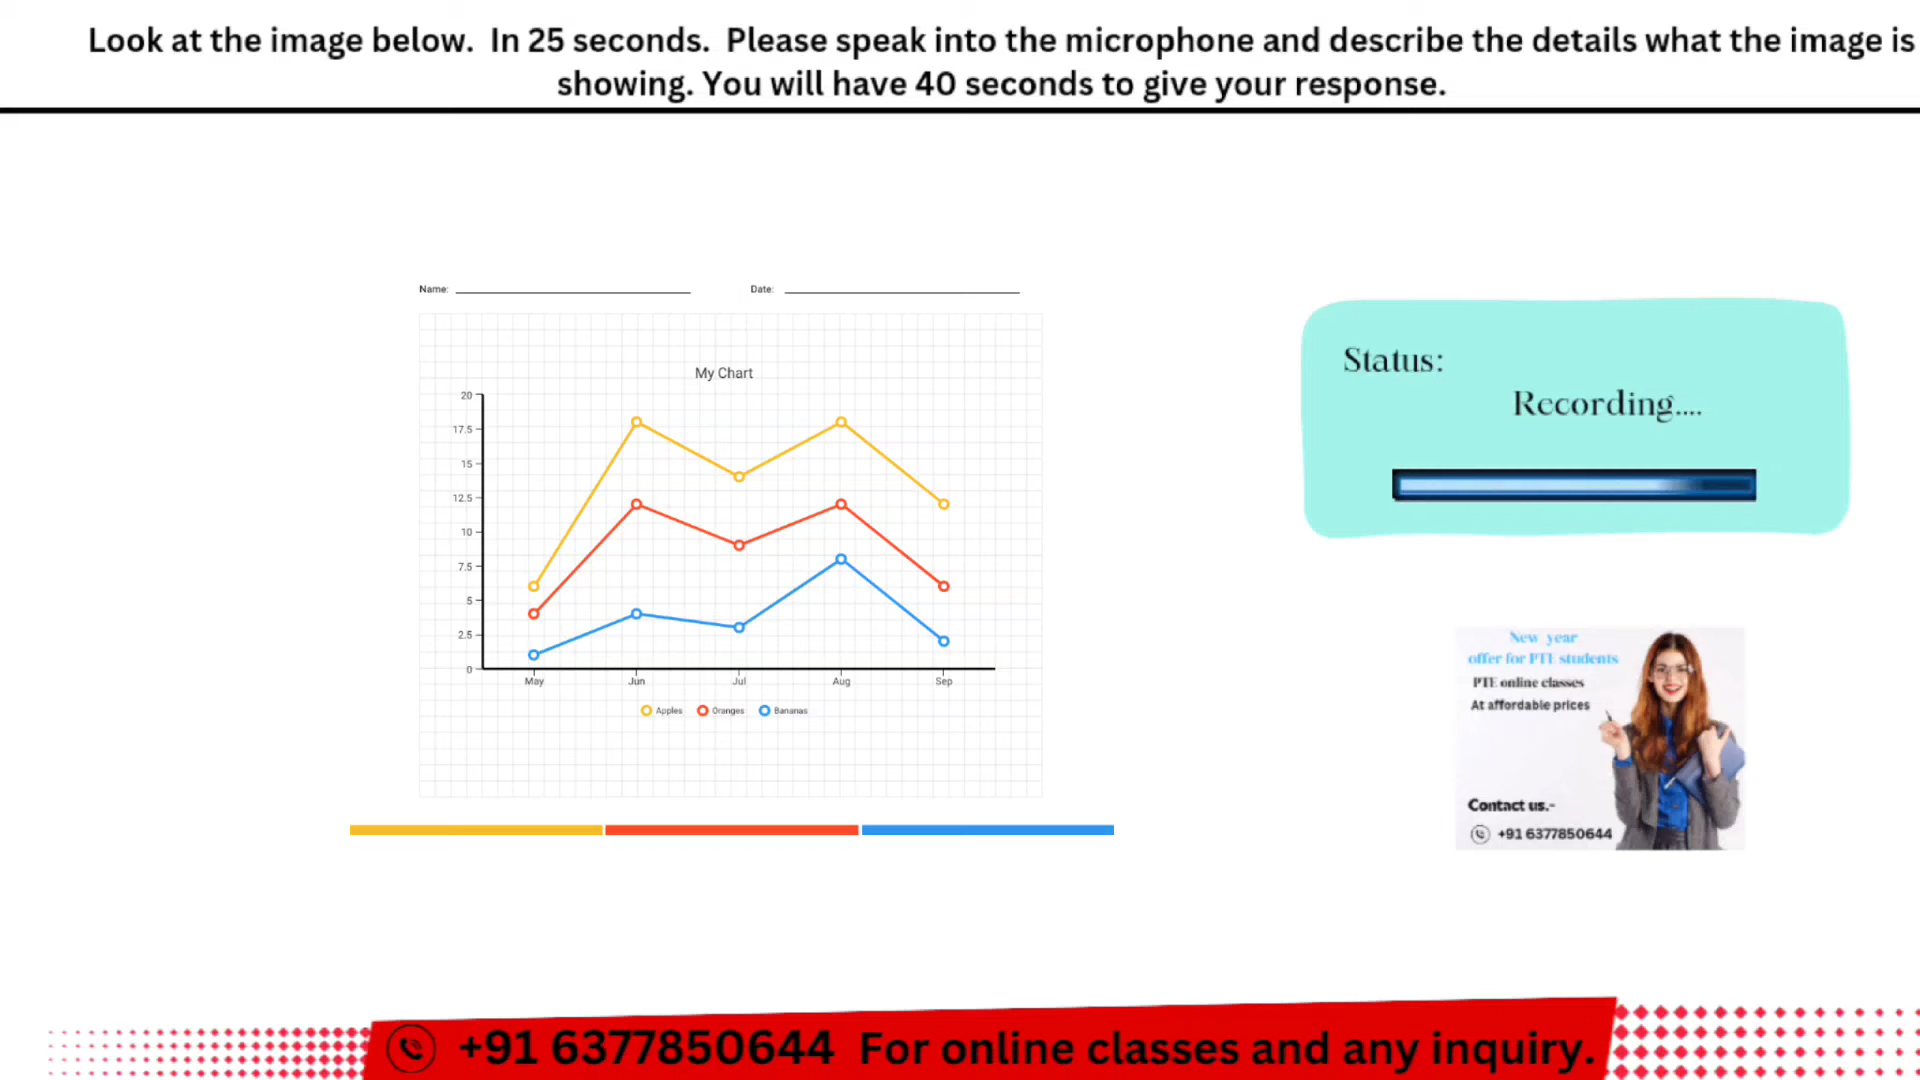 Look at the image below.  In 25 seconds.  Please speak into the microphone and describe the details what the image is
showing. You will have 40 seconds to give your response.
Name:
Date:
My Chart
20
17.5
15
12.5
10
7.5
5
2.5
0
May Jun Jul Aug Sep
Apples Oranges Bananas
Status:
Recording....
New year
offer for PTE students
PTE online classes
At affordable prices
Contact us.-
+91 6377850644
+91 6377850644 For online classes and any inquiry.